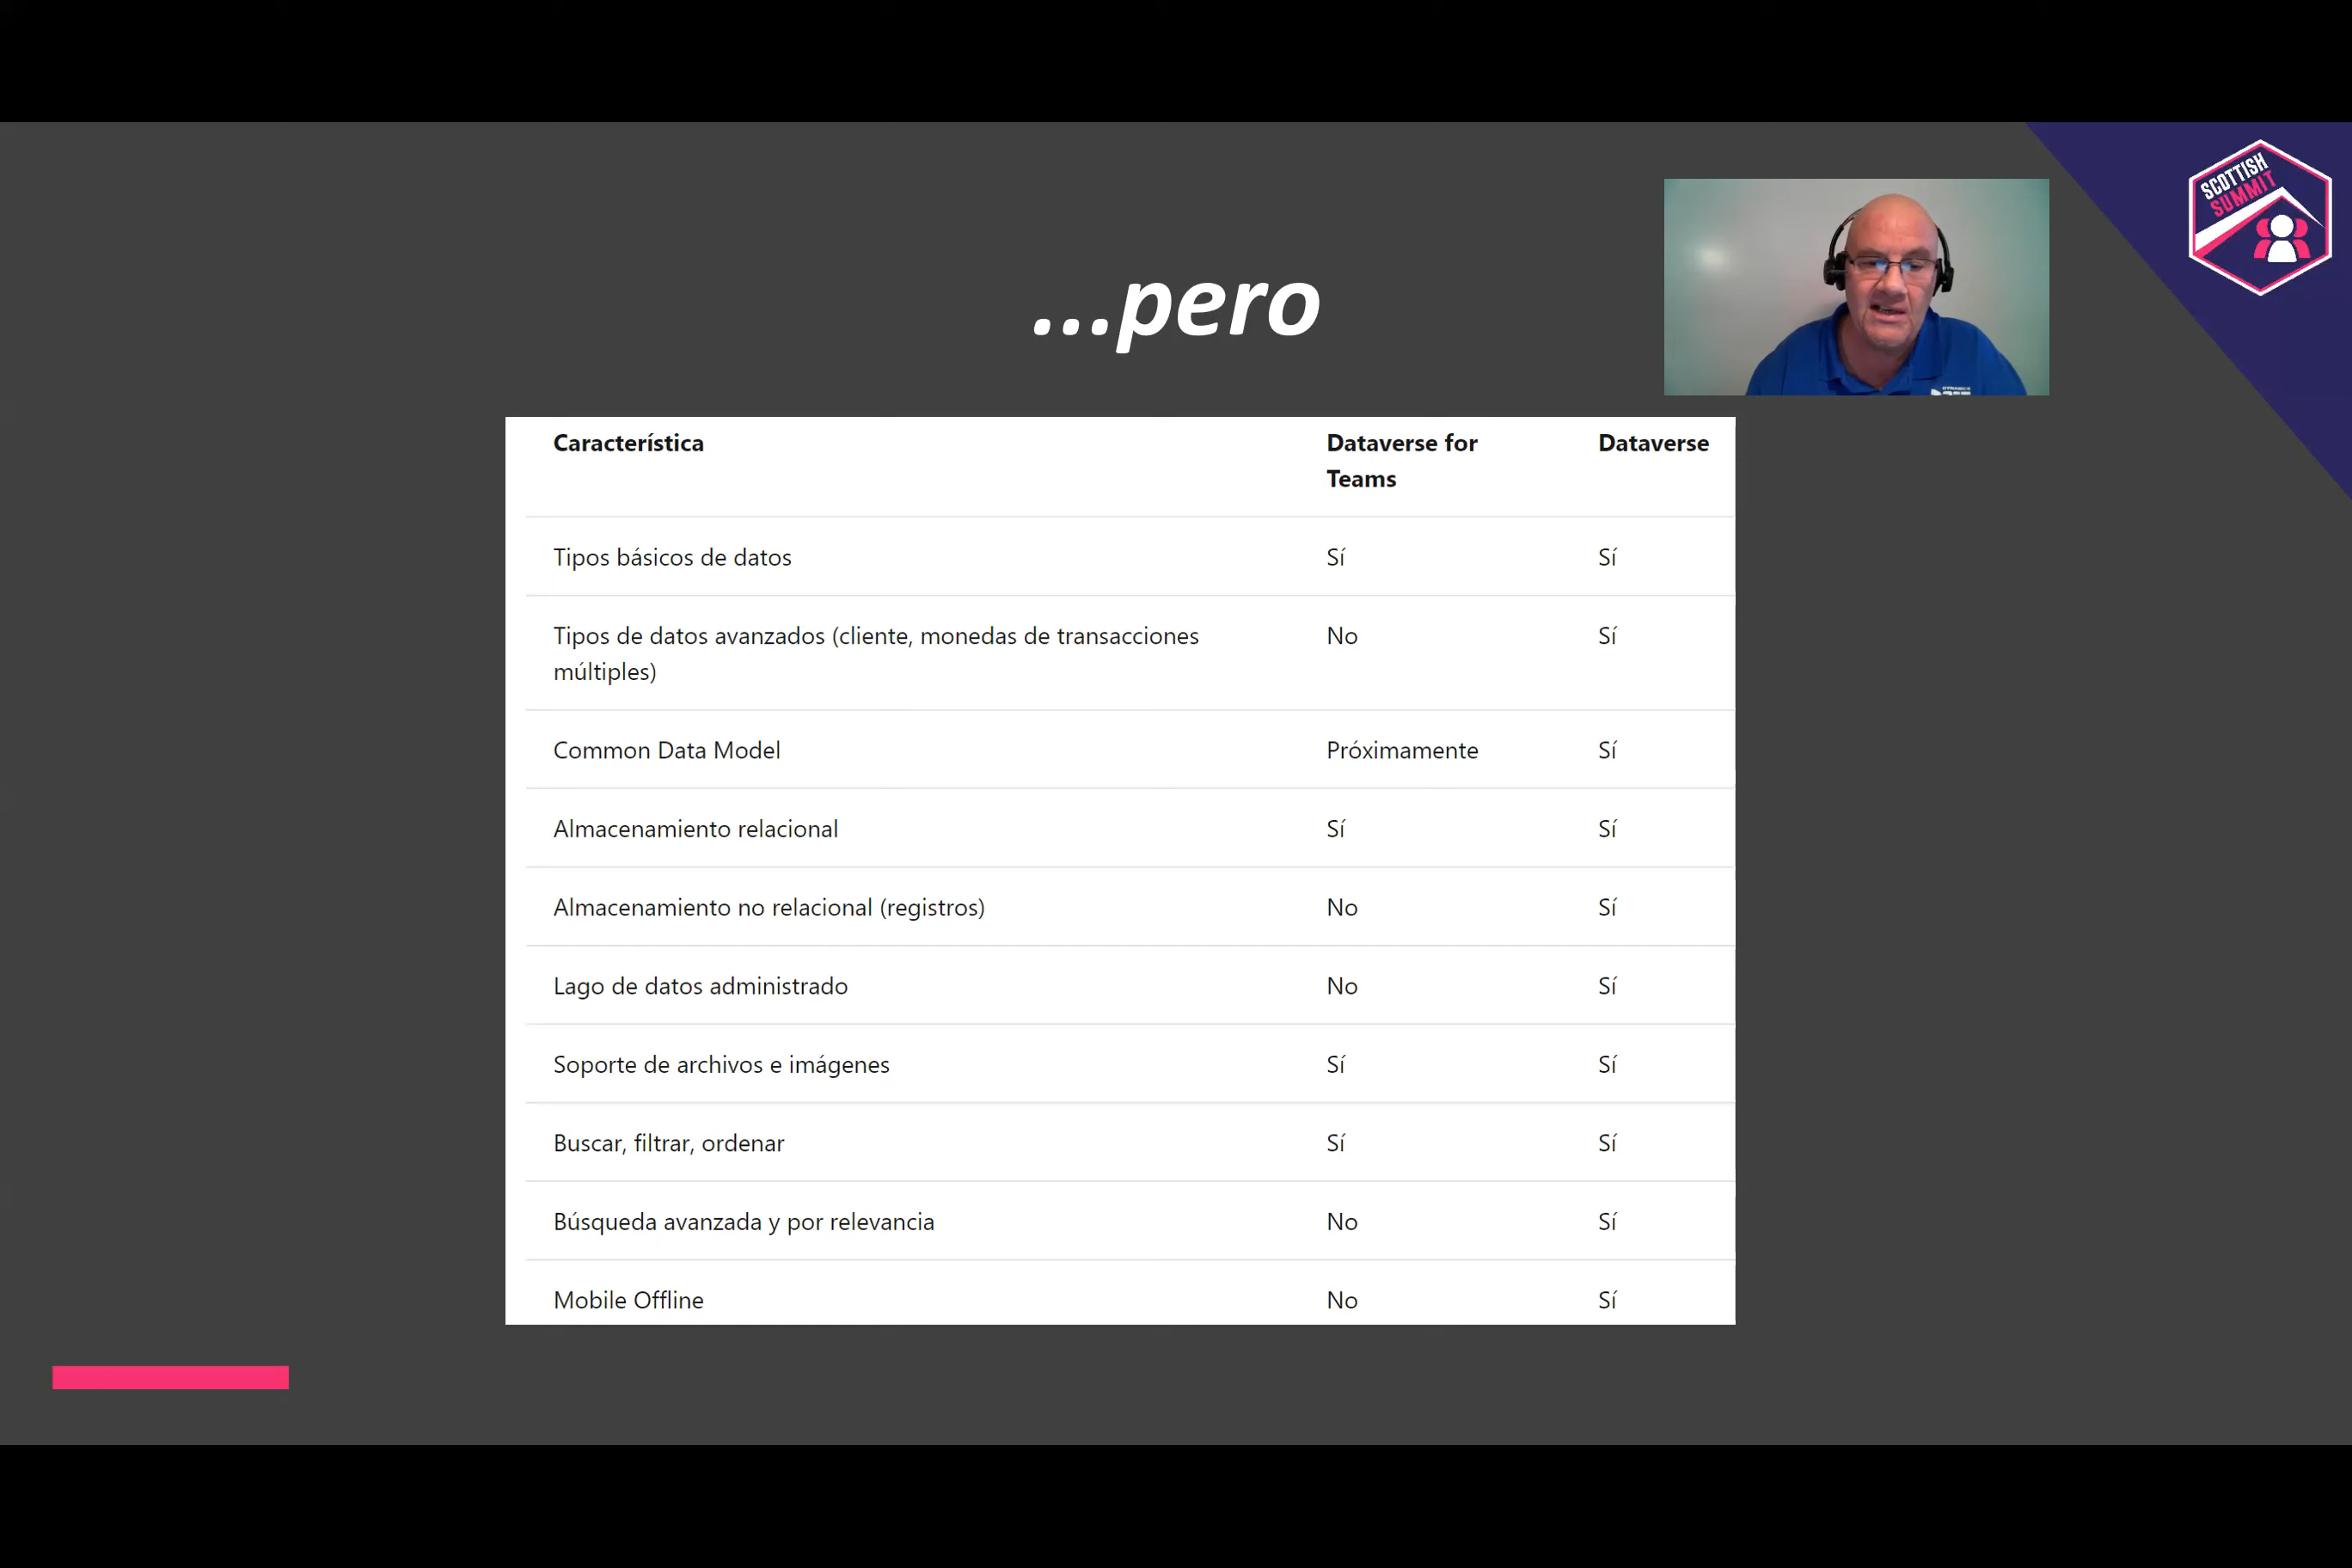 SCOTTISH
SUMMIT
...pero
DYNAMICS
Característica Dataverse for Teams Dataverse
Tipos básicos de datos Sí Sí
Tipos de datos avanzados (cliente, monedas de transacciones múltiples) No Sí
Common Data Model Próximamente Sí
Almacenamiento relacional Sí Sí
Almacenamiento no relacional (registros) No Sí
Lago de datos administrado No Sí
Soporte de archivos e imágenes Sí Sí
Buscar, filtrar, ordenar Sí Sí
Búsqueda avanzada y por relevancia No Sí
Mobile Offline No Sí